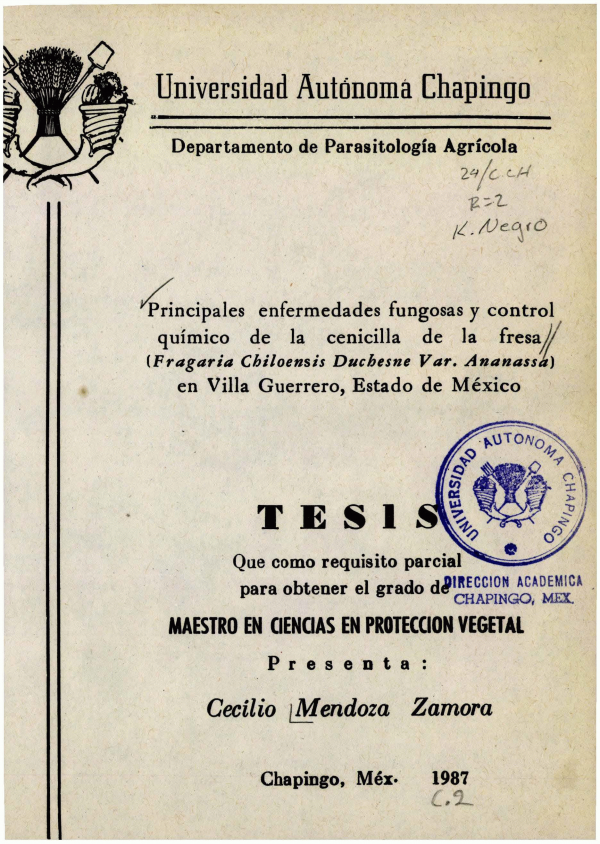 Universidad Autónoma Chapingo
Departamento de Parasitología Agrícola
24/CCH
R=2
K. Negro
Principales enfermedades fungosas y control
químico de la cenicilla de la fresa
(Fragaria Chiloensis Duchesne Var. Ananassa)
en Villa Guerrero, Estado de México
UNIVERSIDAD AUTONOMA CHAPINGO
TESIS
Que como requisito parcial
para obtener el grado de
DIRECCION ACADEMICA
CHAPINGO, MEX.
MAESTRO EN CIENCIAS EN PROTECCION VEGETAL
Presenta:
Cecilio Mendoza Zamora
Chapingo, Méx. 1987
C.2